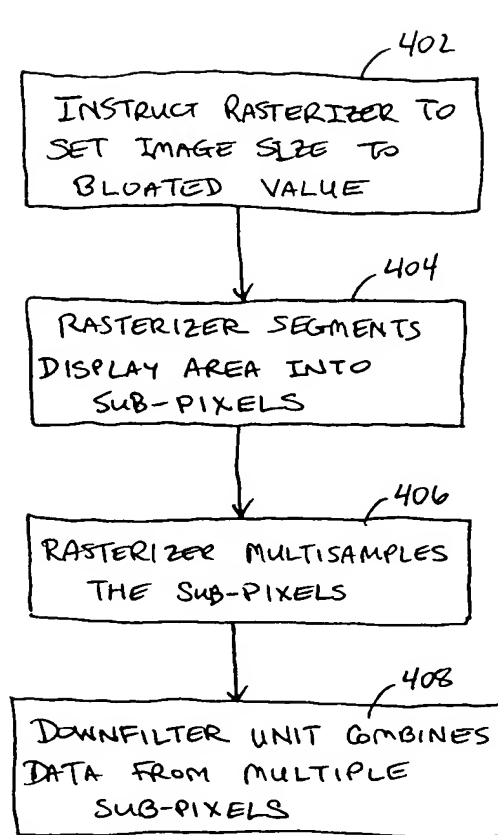 402
INSTRUCT RASTERIZER TO
SET IMAGE SIZE TO
BLOATED VALUE
404
RASTERIZER SEGMENTS
DISPLAY AREA INTO
SUB-PIXELS
406
RASTERIZER MULTISAMPLES
THE SUB-PIXELS
408
DOWNFILTER UNIT COMBINES
DATA FROM MULTIPLE
SUB-PIXELS